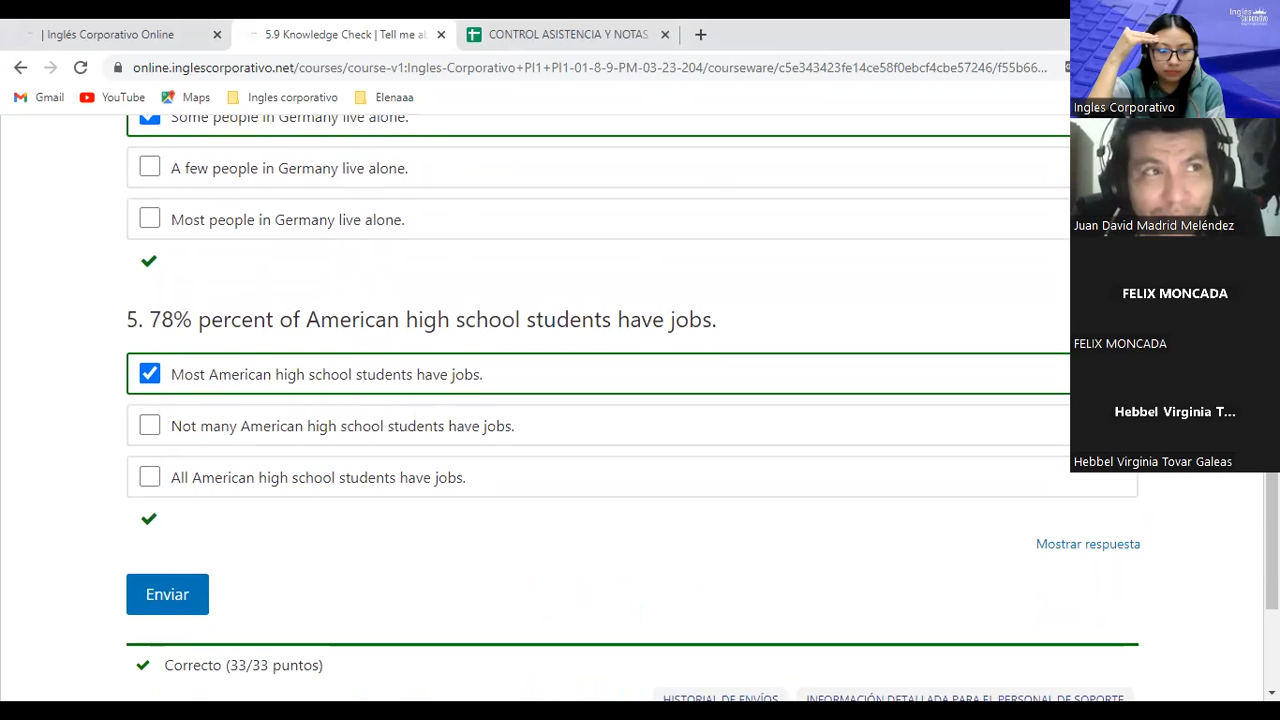 | Inglés Corporativo Online
5.9 Knowledge Check | Tell me ab
CONTROL ASISTENCIA Y NOTAS
online.inglescorporativo.net/courses/course-v1:Ingles-Corporativo+PI1+PI1-01-8-9-PM-03-23-204/courseware/c5e343423fe14ce58f0ebcf4cbe57246/f55b66...
Gmail
YouTube
Maps
Ingles corporativo
Elenaaa
Some people in Germany live alone.
A few people in Germany live alone.
Most people in Germany live alone.
5. 78% percent of American high school students have jobs.
Most American high school students have jobs.
Not many American high school students have jobs.
All American high school students have jobs.
Mostrar respuesta
Enviar
Correcto (33/33 puntos)
HISTORIAL DE ENVÍOS
INFORMACIÓN DETALLADA PARA EL PERSONAL DE SOPORTE
Ingles Corporativo
Juan David Madrid Meléndez
FELIX MONCADA
FELIX MONCADA
Hebbel Virginia T...
Hebbel Virginia Tovar Galeas